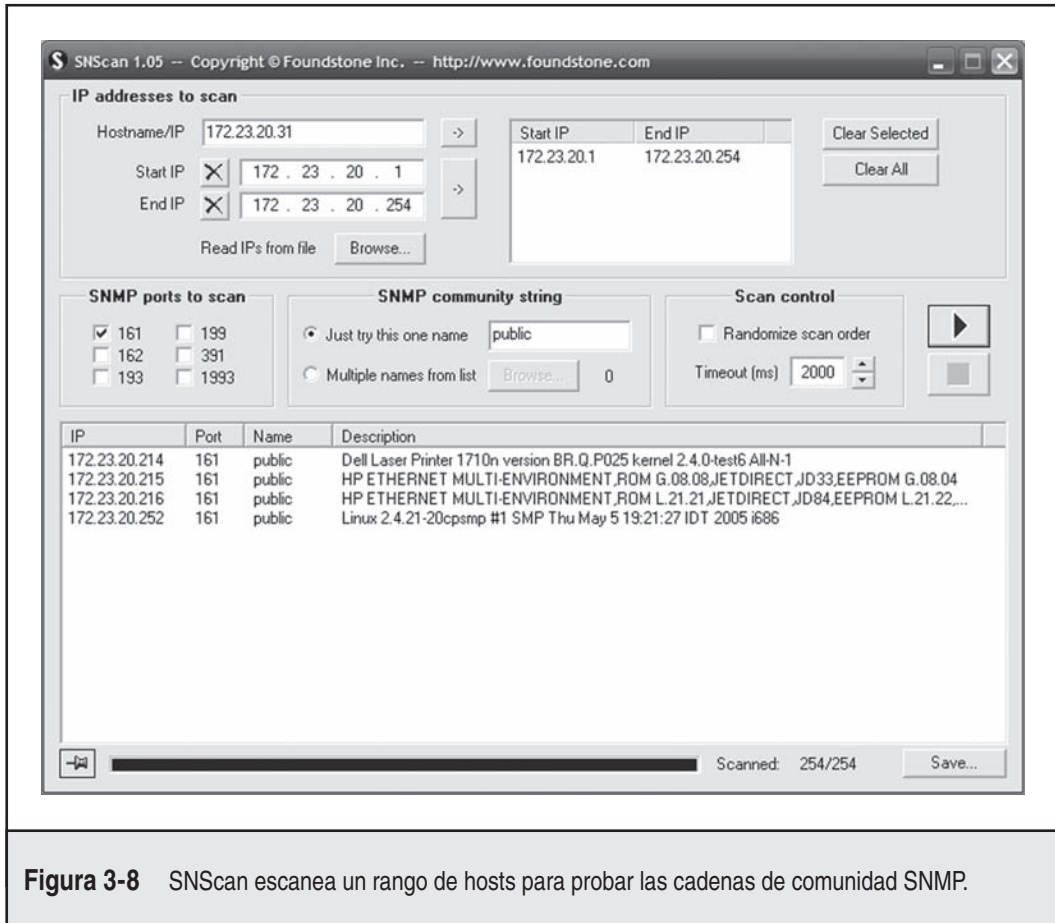 SNScan 1.05 -- Copyright © Foundstone Inc. -- http://www.foundstone.com
IP addresses to scan
Hostname/IP 172.23.20.31 ->
Start IP 172 . 23 . 20 . 1
End IP 172 . 23 . 20 . 254
->
Read IPs from file Browse...
Start IP End IP
172.23.20.1 172.23.20.254
Clear Selected
Clear All
SNMP ports to scan
161 199
162 391
193 1993
SNMP community string
Just try this one name public
Multiple names from list Browse... 0
Scan control
Randomize scan order
Timeout (ms) 2000
IP Port Name Description
172.23.20.214 161 public Dell Laser Printer 1710n version BR.Q.P025 kernel 2.4.0-test6 All-N-1
172.23.20.215 161 public HP ETHERNET MULTI-ENVIRONMENT,ROM G.08.08,JETDIRECT,JD33,EEPROM G.08.04
172.23.20.216 161 public HP ETHERNET MULTI-ENVIRONMENT,ROM L.21.21,JETDIRECT,JD84,EEPROM L.21.22,...
172.23.20.252 161 public Linux 2.4.21-20cpsmp #1 SMP Thu May 5 19:21:27 IDT 2005 i686
Scanned: 254/254 Save...
Figura 3-8 SNScan escanea un rango de hosts para probar las cadenas de comunidad SNMP.